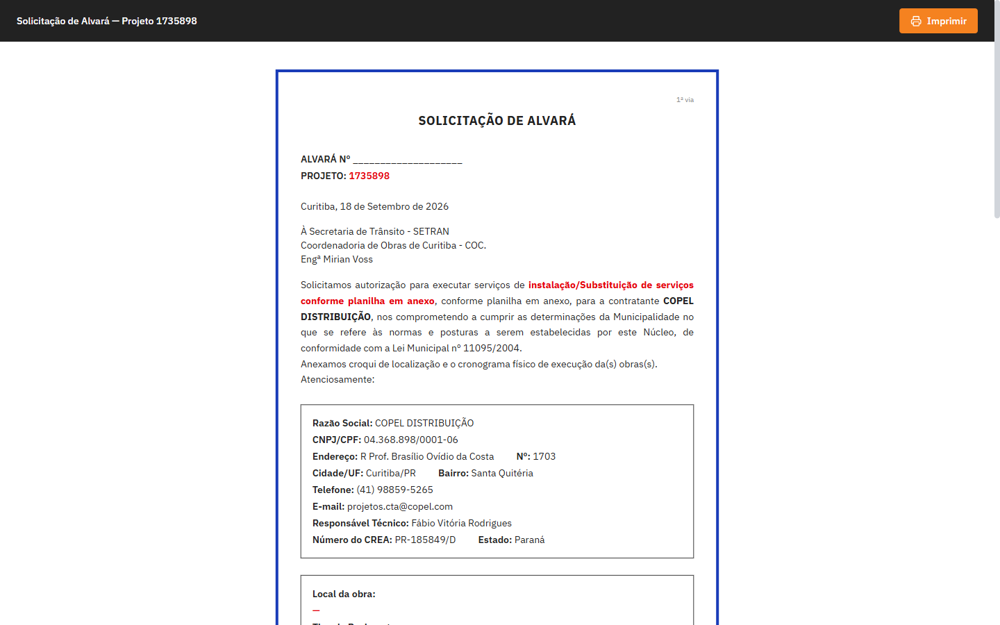 Solicitação de Alvará — Projeto 1735898
Imprimir
1ª via
SOLICITAÇÃO DE ALVARÁ
ALVARÁ Nº ____________________
PROJETO: 1735898
Curitiba, 18 de Setembro de 2026
À Secretaria de Trânsito - SETRAN
Coordenadoria de Obras de Curitiba - COC.
Engª Mirian Voss
Solicitamos autorização para executar serviços de instalação/Substituição de serviços
conforme planilha em anexo, conforme planilha em anexo, para a contratante COPEL
DISTRIBUIÇÃO, nos comprometendo a cumprir as determinações da Municipalidade no
que se refere às normas e posturas a serem estabelecidas por este Núcleo, de
conformidade com a Lei Municipal nº 11095/2004.
Anexamos croqui de localização e o cronograma físico de execução da(s) obras(s).
Atenciosamente:
Razão Social: COPEL DISTRIBUIÇÃO
CNPJ/CPF: 04.368.898/0001-06
Endereço: R Prof. Brasílio Ovídio da Costa Nº: 1703
Cidade/UF: Curitiba/PR Bairro: Santa Quitéria
Telefone: (41) 98859-5265
E-mail: projetos.cta@copel.com
Responsável Técnico: Fábio Vitória Rodrigues
Número do CREA: PR-185849/D Estado: Paraná
Local da obra:
—